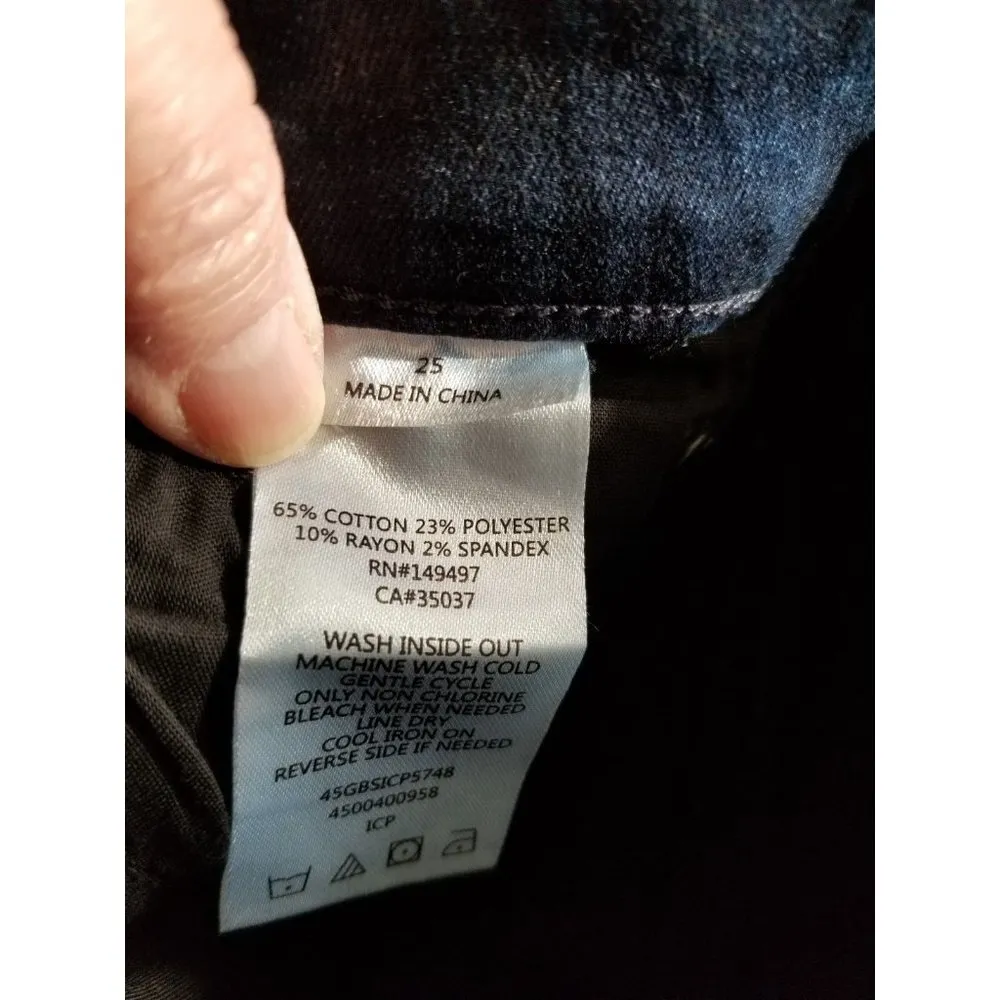 25
MADE IN CHINA
65% COTTON 23% POLYESTER
10% RAYON 2% SPANDEX
RN#149497
CA#35037
WASH INSIDE OUT
MACHINE WASH COLD
GENTLE CYCLE
ONLY NON CHLORINE
BLEACH WHEN NEEDED
LINE DRY
COOL IRON ON
REVERSE SIDE IF NEEDED
45GBSICP5748
4500400958
ICP